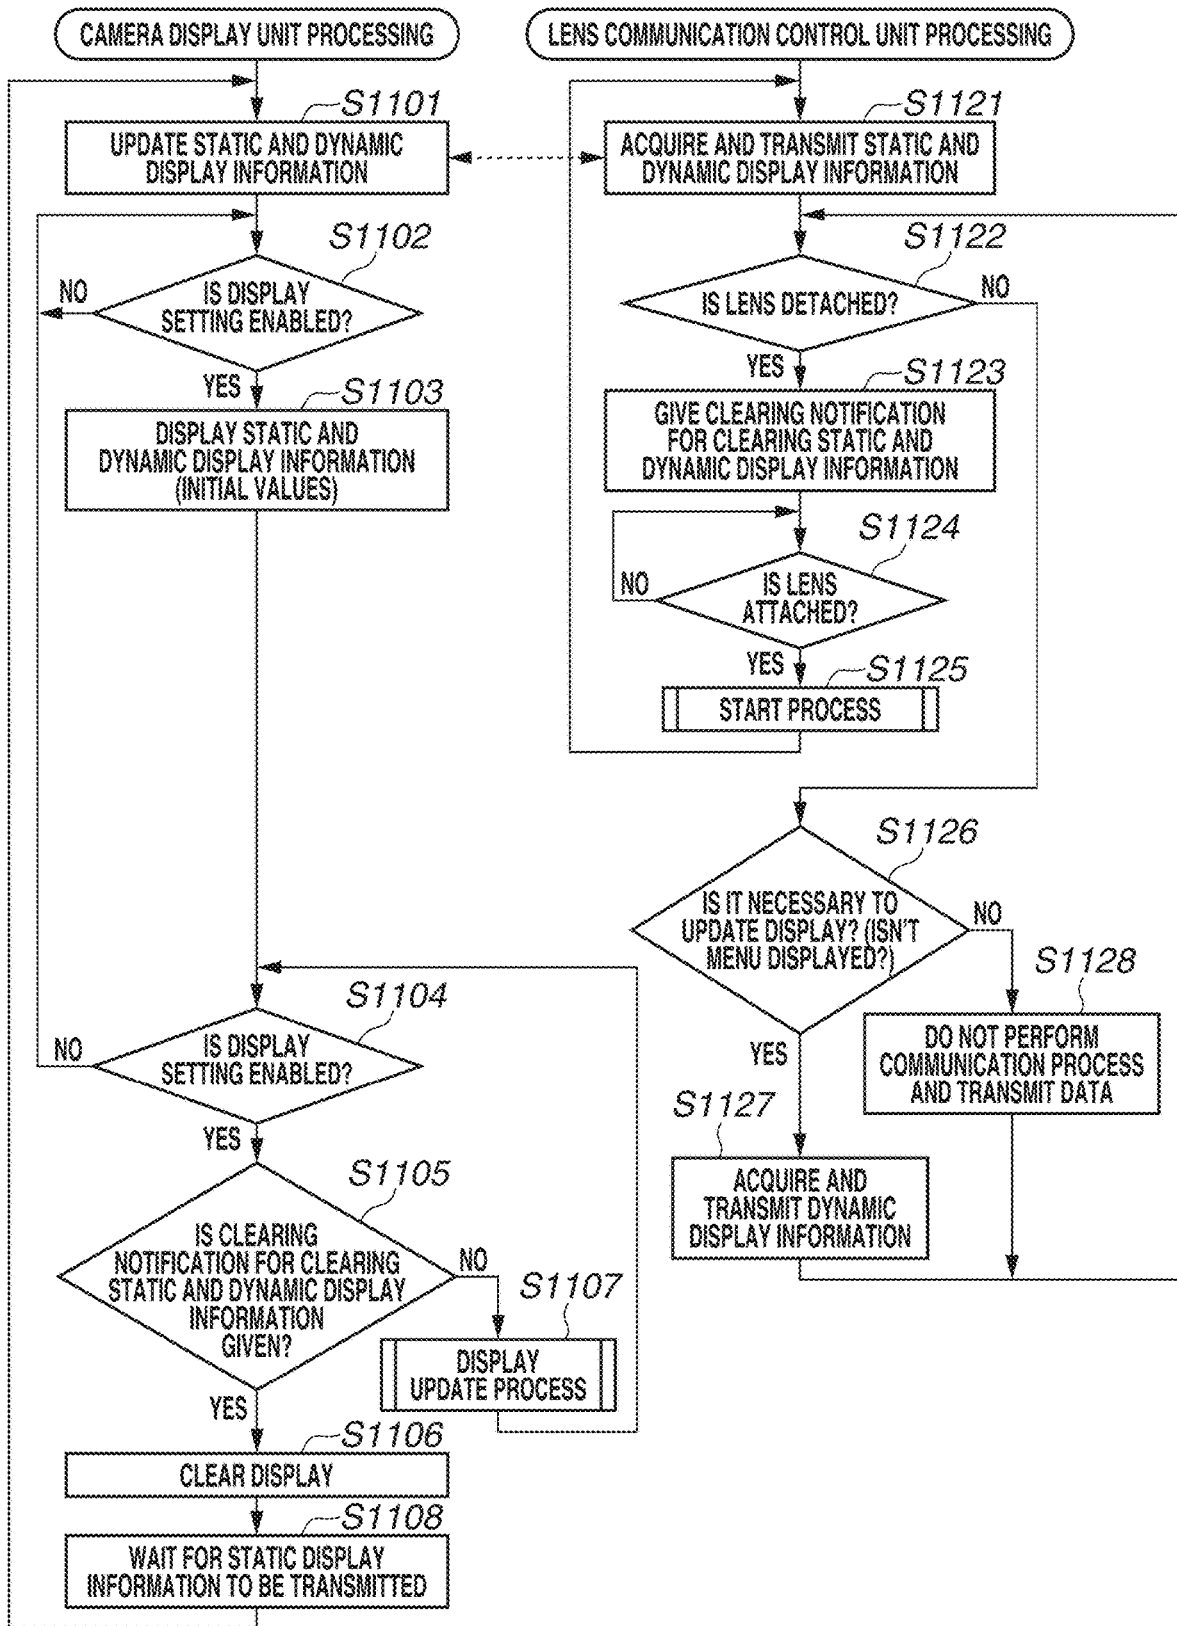 CAMERA DISPLAY UNIT PROCESSING
S1101
UPDATE STATIC AND DYNAMIC
DISPLAY INFORMATION
S1102
IS DISPLAY
SETTING ENABLED?
NO
YES
S1103
DISPLAY STATIC AND
DYNAMIC DISPLAY INFORMATION
(INITIAL VALUES)
S1104
IS DISPLAY
SETTING ENABLED?
NO
YES
S1105
IS CLEARING
NOTIFICATION FOR CLEARING
STATIC AND DYNAMIC DISPLAY
INFORMATION
GIVEN?
NO
S1107
DISPLAY
UPDATE PROCESS
YES
S1106
CLEAR DISPLAY
S1108
WAIT FOR STATIC DISPLAY
INFORMATION TO BE TRANSMITTED
LENS COMMUNICATION CONTROL UNIT PROCESSING
S1121
ACQUIRE AND TRANSMIT STATIC AND
DYNAMIC DISPLAY INFORMATION
S1122
IS LENS DETACHED?
NO
YES
S1123
GIVE CLEARING NOTIFICATION
FOR CLEARING STATIC AND
DYNAMIC DISPLAY INFORMATION
S1124
IS LENS
ATTACHED?
NO
YES
S1125
START PROCESS
S1126
IS IT NECESSARY TO
UPDATE DISPLAY? (ISN'T
MENU DISPLAYED?)
NO
S1128
DO NOT PERFORM
COMMUNICATION PROCESS
AND TRANSMIT DATA
YES
S1127
ACQUIRE AND
TRANSMIT DYNAMIC
DISPLAY INFORMATION